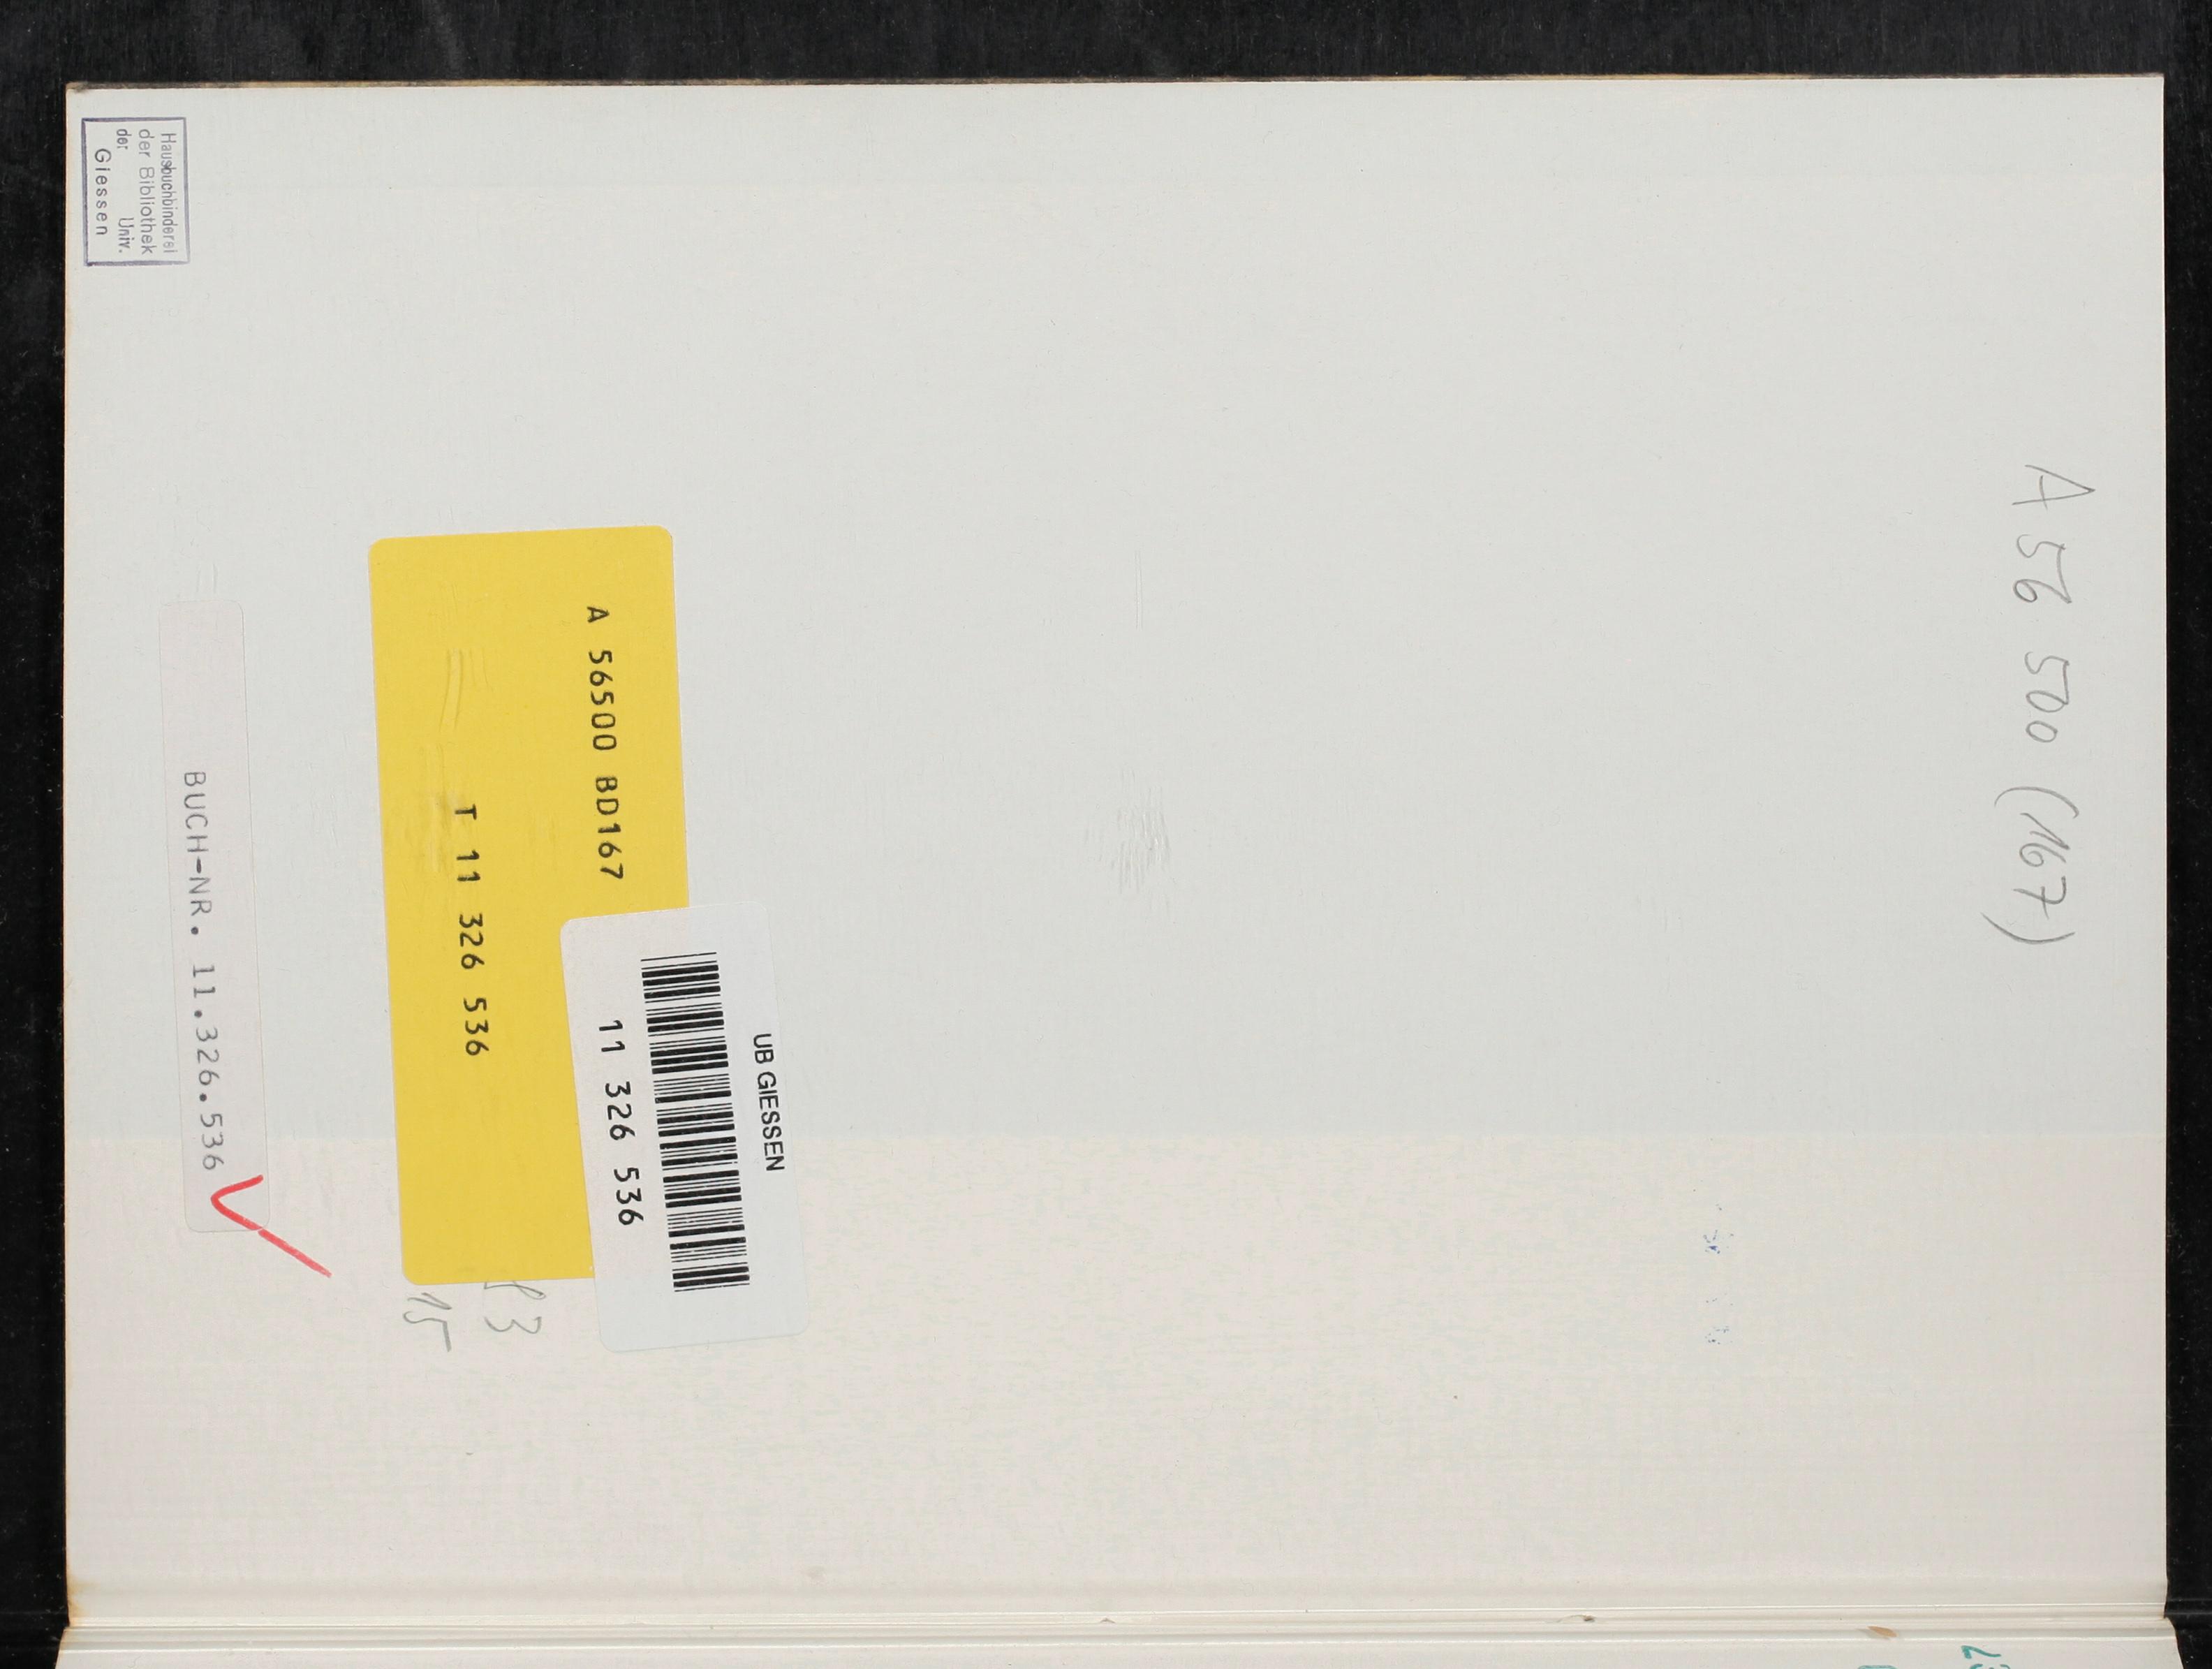 A 56 500 (167)
UB GIESSEN
11 326 536
A 56500 BD167
T 11 326 536
83
15
BUCH-NR. 11.326.536
Hausbuchbinderei
der Bibliothek
der Univ.
Giessen